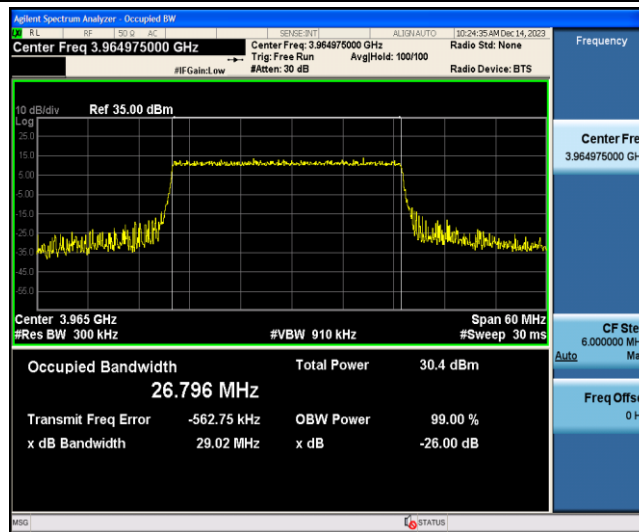 Agilent Spectrum Analyzer - Occupied BW
RL RF 50 Ω AC SENSE:INT ALIGNAUTO 10:24:35 AM Dec 14, 2023
Center Freq 3.964975000 GHz Center Freq: 3.964975000 GHz Radio Std: None Frequency
Trig: Free Run Avg|Hold: 100/100
#IFGain:Low #Atten: 30 dB Radio Device: BTS
10 dB/div Ref 35.00 dBm
Log
25.0
15.0
5.00
-5.00
-15.0
-25.0
-35.0
-45.0
-55.0
Center Fre
3.964975000 GH
Center 3.965 GHz Span 60 MHz
#Res BW 300 kHz #VBW 910 kHz #Sweep 30 ms
CF Ste
6.000000 MH
Auto Ma
Occupied Bandwidth Total Power 30.4 dBm
26.796 MHz
Transmit Freq Error -562.75 kHz OBW Power 99.00 %
x dB Bandwidth 29.02 MHz x dB -26.00 dB
Freq Offse
0 H
MSG STATUS